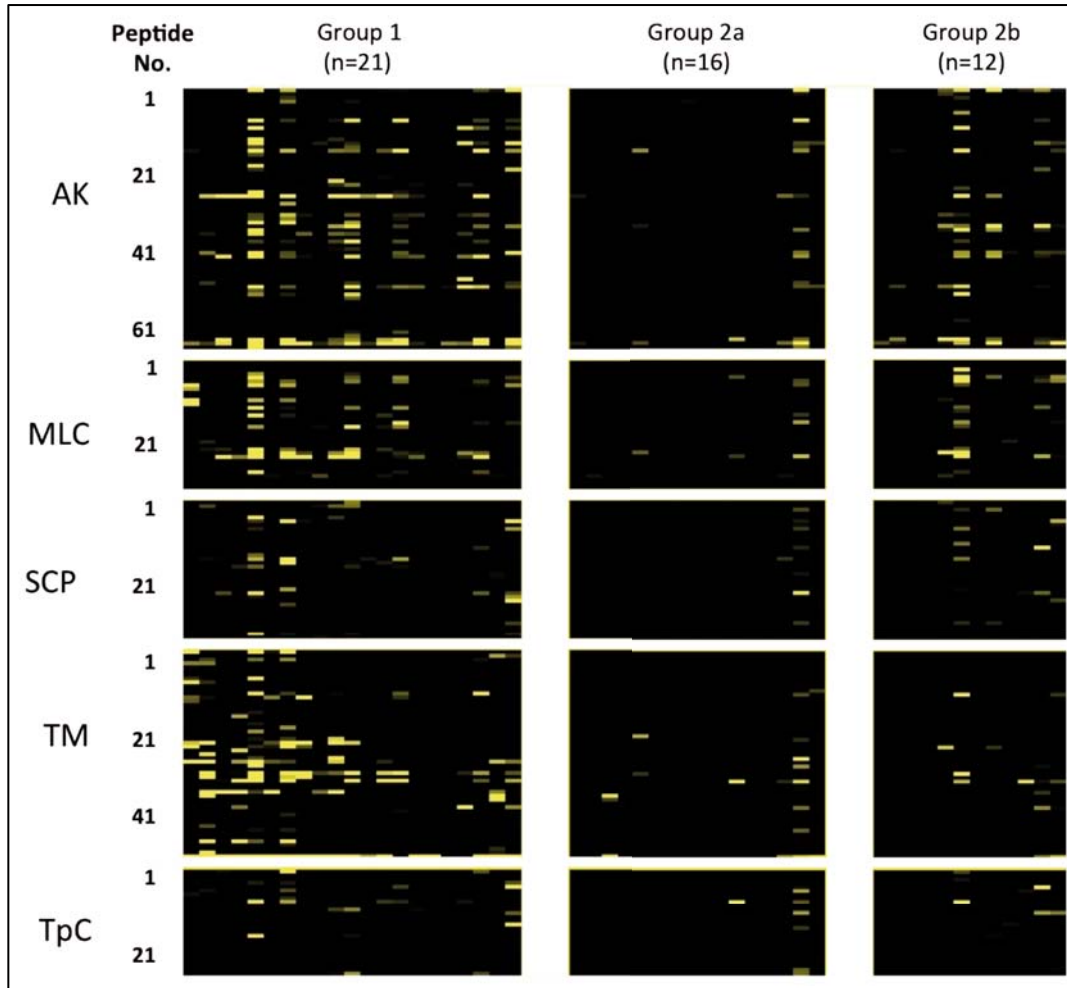 Peptide No. Group 1 (n=21) Group 2a (n=16) Group 2b (n=12)
AK
1
21
41
61
MLC
1
21
SCP
1
21
TM
1
21
41
TpC
1
21